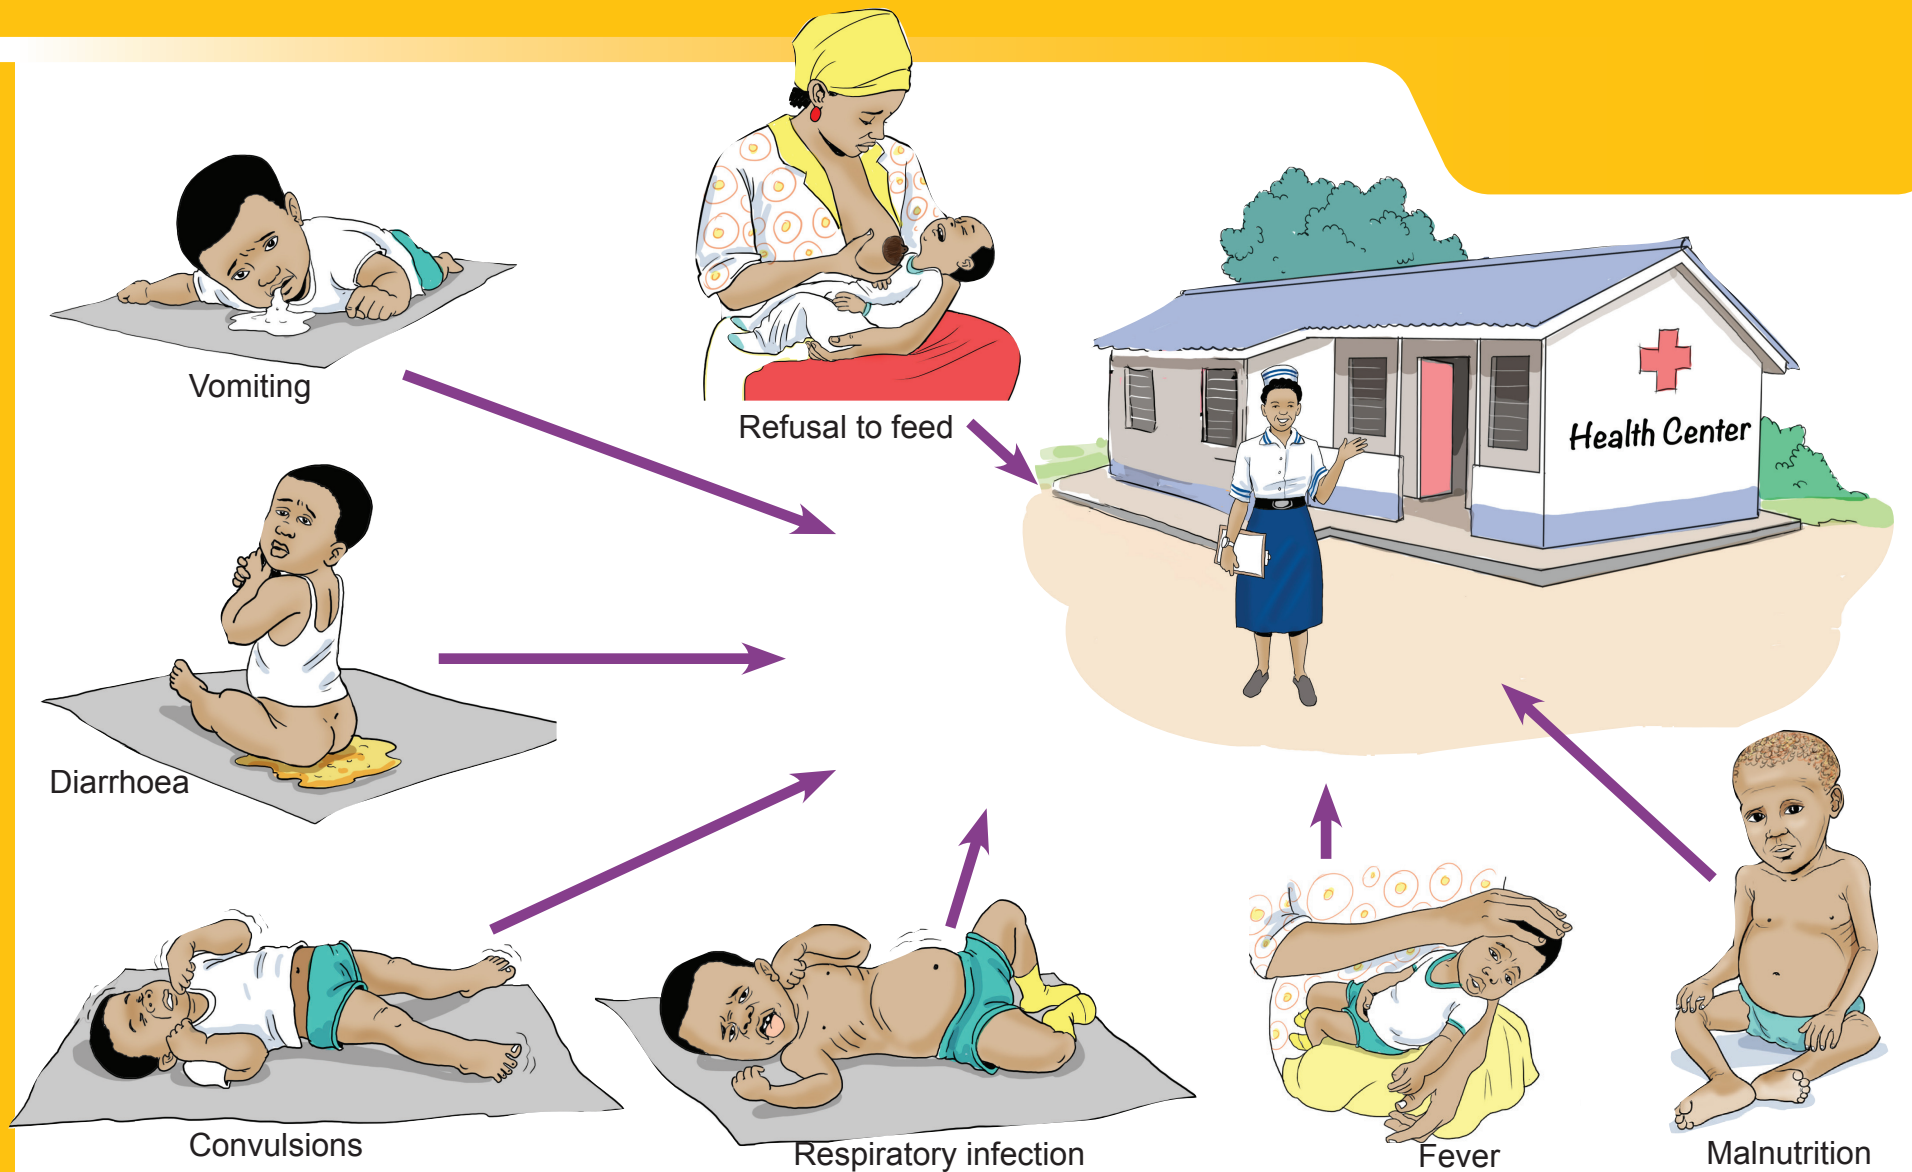 Vomiting
Refusal to feed
Health Center
Diarrhoea
Convulsions
Respiratory infection
Fever
Malnutrition